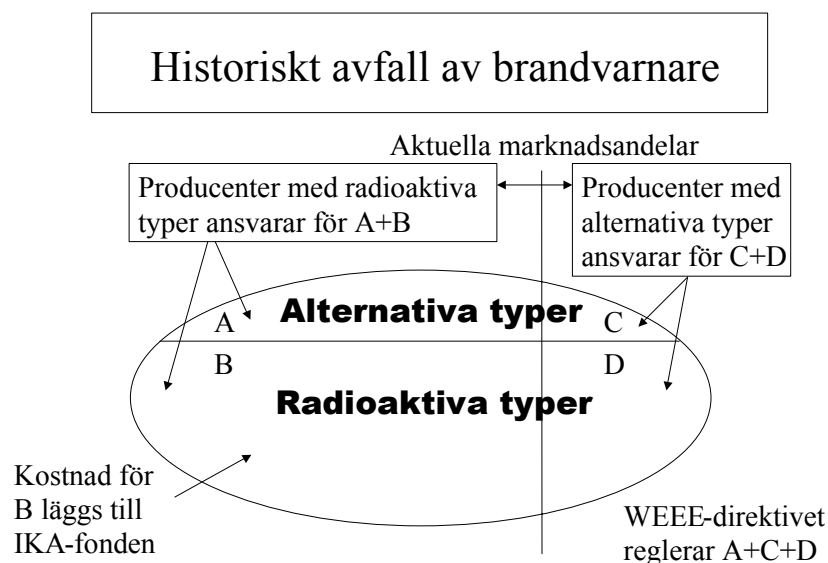 Historiskt avfall av brandvarnare
Aktuella marknadsandelar
Producenter med radioaktiva
typer ansvarar för A+B
Producenter med
alternativa typer
ansvarar för C+D
A
Alternativa typer
C
B
D
Radioaktiva typer
Kostnad för
B läggs till
IKA-fonden
WEEE-direktivet
reglerar A+C+D